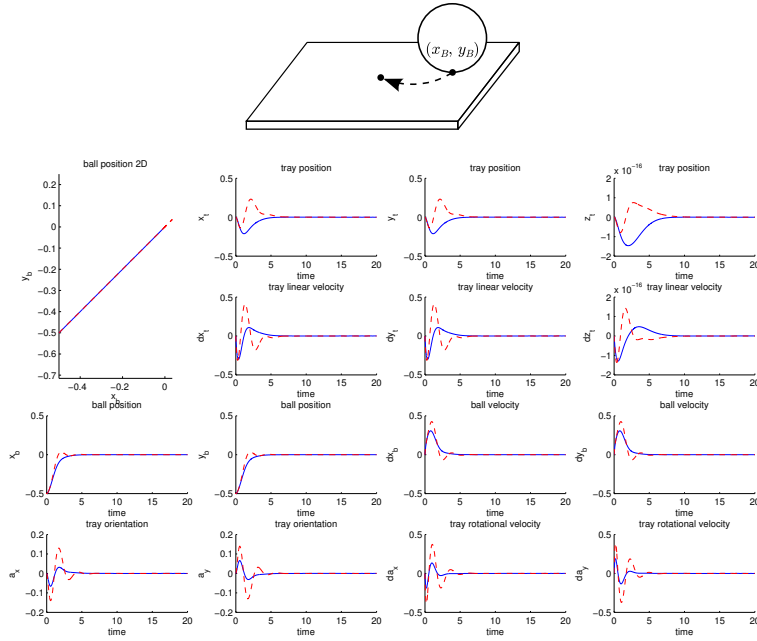 (x_B, y_B)
ball position 2D
0.2
0.1
0
−0.1
−0.2
−0.3
−0.4
−0.5
−0.6
−0.7
y_b
−0.4
−0.2
0
x_b
tray position
0.5
0
−0.5
x_t
0
5
10
15
20
time
tray position
0.5
0
−0.5
y_t
0
5
10
15
20
time
x 10^−16
tray position
2
1
0
−1
−2
z_t
0
5
10
15
20
time
tray linear velocity
0.5
0
−0.5
dx_t
0
5
10
15
20
time
tray linear velocity
0.5
0
−0.5
dy_t
0
5
10
15
20
time
x 10^−16
tray linear velocity
2
1
0
−1
−2
dz_t
0
5
10
15
20
time
ball position
0.5
0
−0.5
x_b
0
5
10
15
20
time
ball position
0.5
0
−0.5
y_b
0
5
10
15
20
time
ball velocity
0.5
0
−0.5
dx_b
0
5
10
15
20
time
ball velocity
0.5
0
−0.5
dy_b
0
5
10
15
20
time
tray orientation
0.2
0.1
0
−0.1
−0.2
a_x
0
5
10
15
20
time
tray orientation
0.2
0.1
0
−0.1
−0.2
a_y
0
5
10
15
20
time
tray rotational velocity
0.5
0
−0.5
da_x
0
5
10
15
20
time
tray rotational velocity
0.5
0
−0.5
da_y
0
5
10
15
20
time